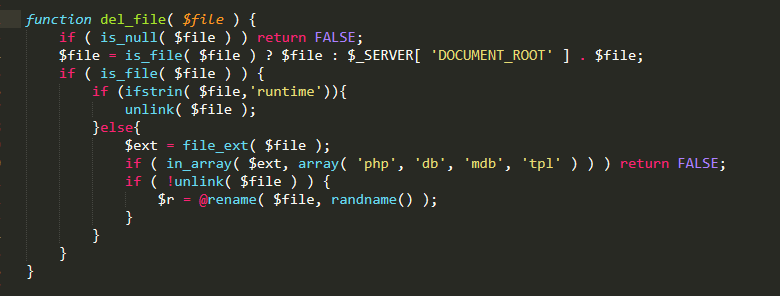 function del_file( $file ) {
    if ( is_null( $file ) ) return FALSE;
    $file = is_file( $file ) ? $file : $_SERVER[ 'DOCUMENT_ROOT' ] . $file;
    if ( is_file( $file ) ) {
        if (ifstrin( $file,'runtime')){
            unlink( $file );
        }else{
            $ext = file_ext( $file );
            if ( in_array( $ext, array( 'php', 'db', 'mdb', 'tpl' ) ) ) return FALSE;
            if ( !unlink( $file ) ) {
                $r = @rename( $file, randname() );
            }
        }
    }
}